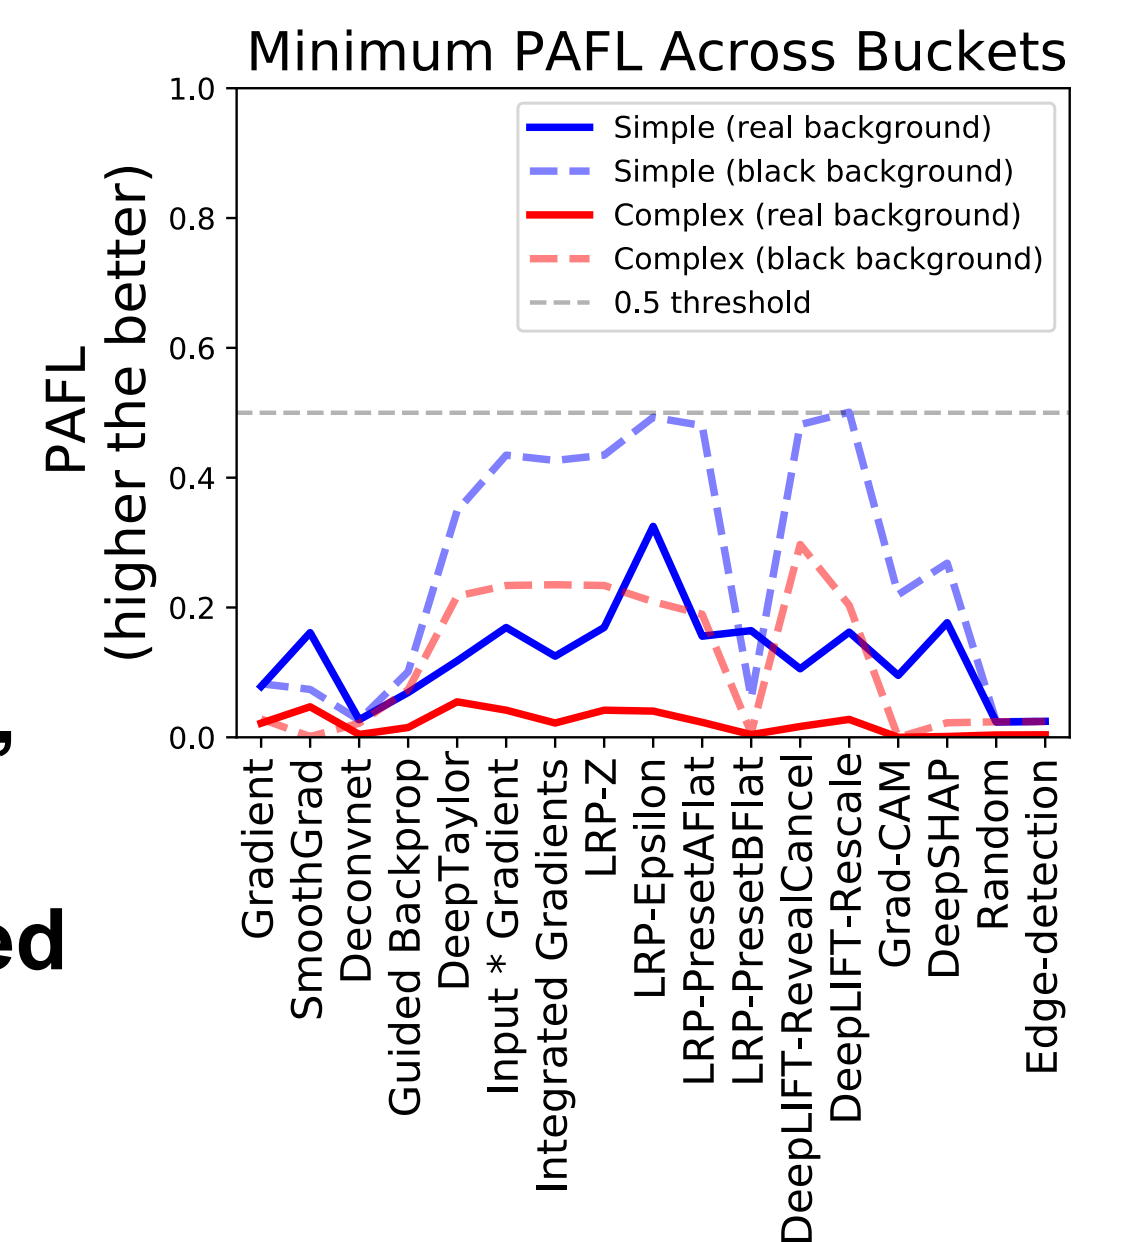 Minimum PAFL Across Buckets
PAFL
(higher the better)
1.0
0.8
0.6
0.4
0.2
0.0
Simple (real background)
Simple (black background)
Complex (real background)
Complex (black background)
0.5 threshold
Gradient
SmoothGrad
Deconvnet
Guided Backprop
DeepTaylor
Input * Gradient
Integrated Gradients
LRP-Z
LRP-Epsilon
LRP-PresetAFlat
LRP-PresetBFlat
DeepLIFT-RevealCancel
DeepLIFT-Rescale
Grad-CAM
DeepSHAP
Random
Edge-detection
,
ed